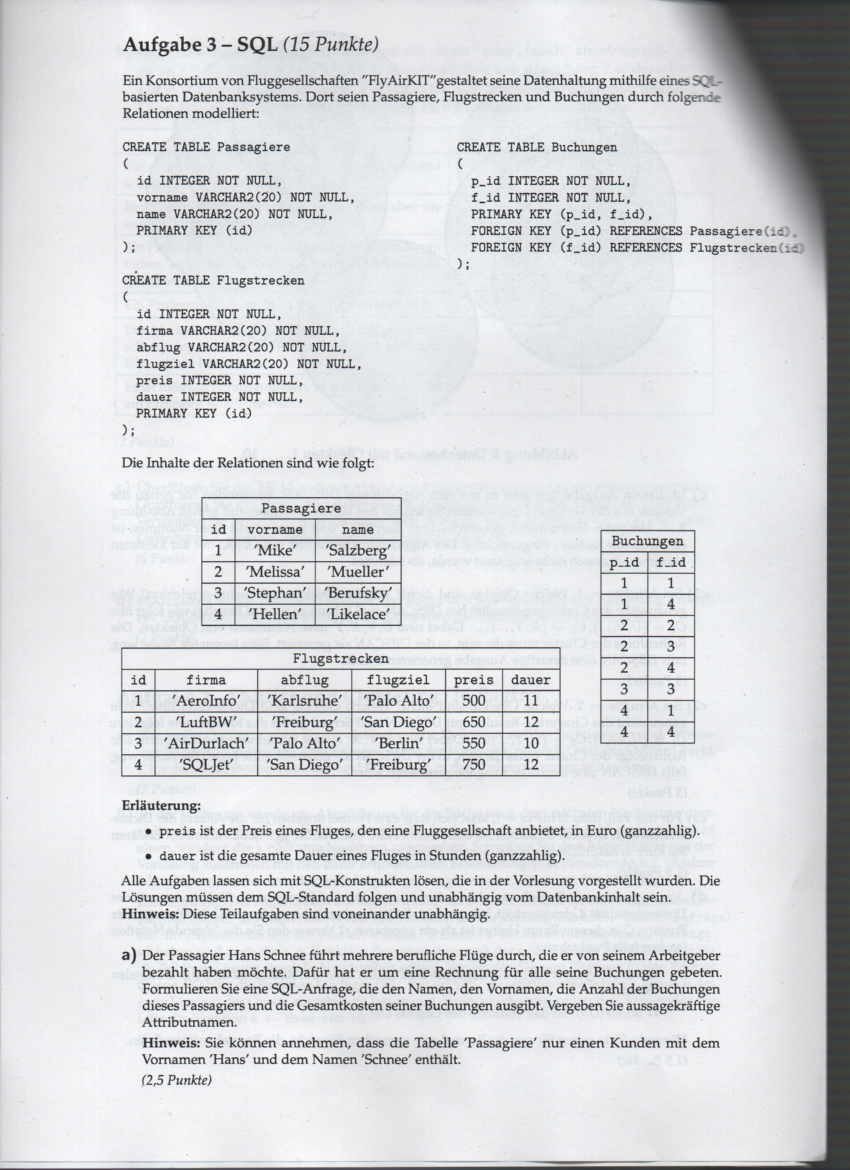 Aufgabe 3 – SQL (15 Punkte)
Ein Konsortium von Fluggesellschaften "FlyAirKIT"gestaltet seine Datenhaltung mithilfe eines SQL-
basierten Datenbanksystems. Dort seien Passagiere, Flugstrecken und Buchungen durch folgende
Relationen modelliert:
CREATE TABLE Passagiere
(
id INTEGER NOT NULL,
vorname VARCHAR2(20) NOT NULL,
name VARCHAR2(20) NOT NULL,
PRIMARY KEY (id)
);
CREATE TABLE Flugstrecken
(
id INTEGER NOT NULL,
firma VARCHAR2(20) NOT NULL,
abflug VARCHAR2(20) NOT NULL,
flugziel VARCHAR2(20) NOT NULL,
preis INTEGER NOT NULL,
dauer INTEGER NOT NULL,
PRIMARY KEY (id)
);
CREATE TABLE Buchungen
(
p_id INTEGER NOT NULL,
f_id INTEGER NOT NULL,
PRIMARY KEY (p_id, f_id),
FOREIGN KEY (p_id) REFERENCES Passagiere(id),
FOREIGN KEY (f_id) REFERENCES Flugstrecken(id)
);
Die Inhalte der Relationen sind wie folgt:
Passagiere
id vorname name
1 'Mike' 'Salzberg'
2 'Melissa' 'Mueller'
3 'Stephan' 'Berufsky'
4 'Hellen' 'Likelace'
Buchungen
p_id f_id
1 1
1 4
2 2
2 3
2 4
3 3
4 1
4 4
Flugstrecken
id firma abflug flugziel preis dauer
1 'AeroInfo' 'Karlsruhe' 'Palo Alto' 500 11
2 'LuftBW' 'Freiburg' 'San Diego' 650 12
3 'AirDurlach' 'Palo Alto' 'Berlin' 550 10
4 'SQLJet' 'San Diego' 'Freiburg' 750 12
Erläuterung:
• preis ist der Preis eines Fluges, den eine Fluggesellschaft anbietet, in Euro (ganzzahlig).
• dauer ist die gesamte Dauer eines Fluges in Stunden (ganzzahlig).
Alle Aufgaben lassen sich mit SQL-Konstrukten lösen, die in der Vorlesung vorgestellt wurden. Die
Lösungen müssen dem SQL-Standard folgen und unabhängig vom Datenbankinhalt sein.
Hinweis: Diese Teilaufgaben sind voneinander unabhängig.
a) Der Passagier Hans Schnee führt mehrere berufliche Flüge durch, die er von seinem Arbeitgeber
bezahlt haben möchte. Dafür hat er um eine Rechnung für alle seine Buchungen gebeten.
Formulieren Sie eine SQL-Anfrage, die den Namen, den Vornamen, die Anzahl der Buchungen
dieses Passagiers und die Gesamtkosten seiner Buchungen ausgibt. Vergeben Sie aussagekräftige
Attributnamen.
Hinweis: Sie können annehmen, dass die Tabelle 'Passagiere' nur einen Kunden mit dem
Vornamen 'Hans' und dem Namen 'Schnee' enthält.
(2,5 Punkte)